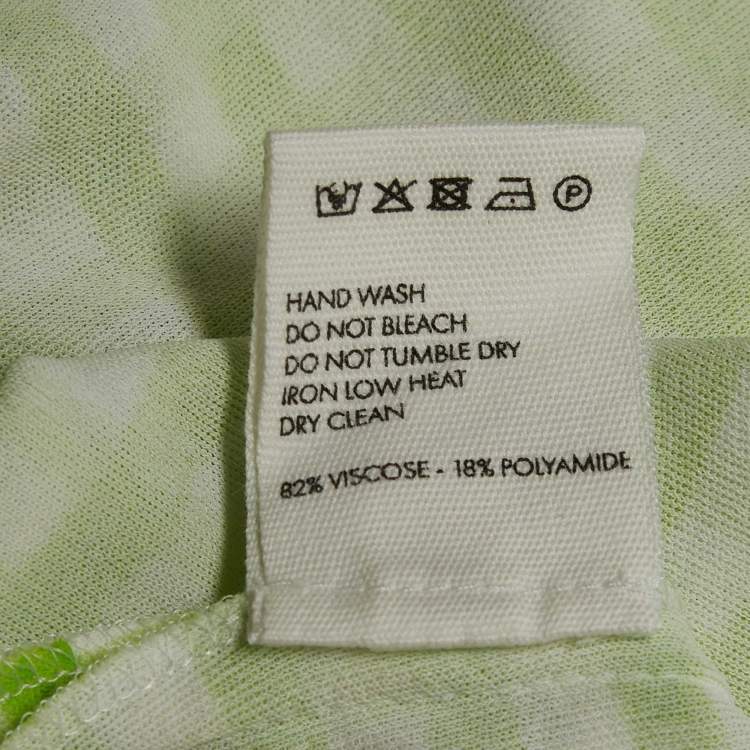 P
HAND WASH
DO NOT BLEACH
DO NOT TUMBLE DRY
IRON LOW HEAT
DRY CLEAN
82% VISCOSE - 18% POLYAMIDE